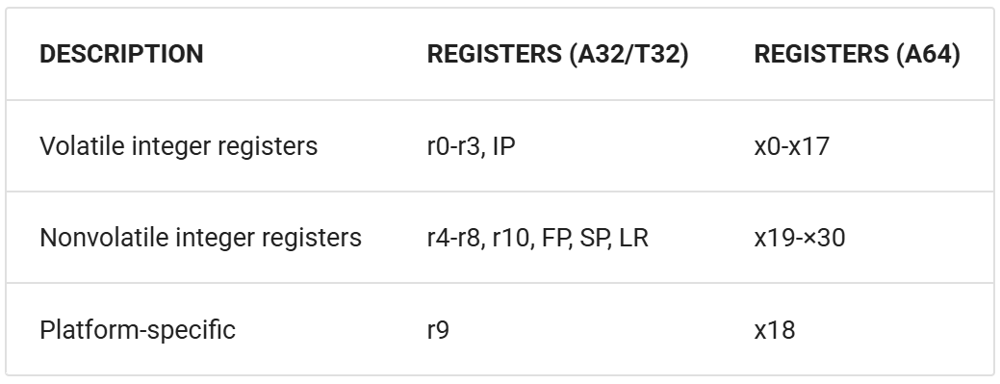 DESCRIPTION REGISTERS (A32/T32) REGISTERS (A64)
Volatile integer registers r0-r3, IP x0-x17
Nonvolatile integer registers r4-r8, r10, FP, SP, LR x19-×30
Platform-specific r9 x18